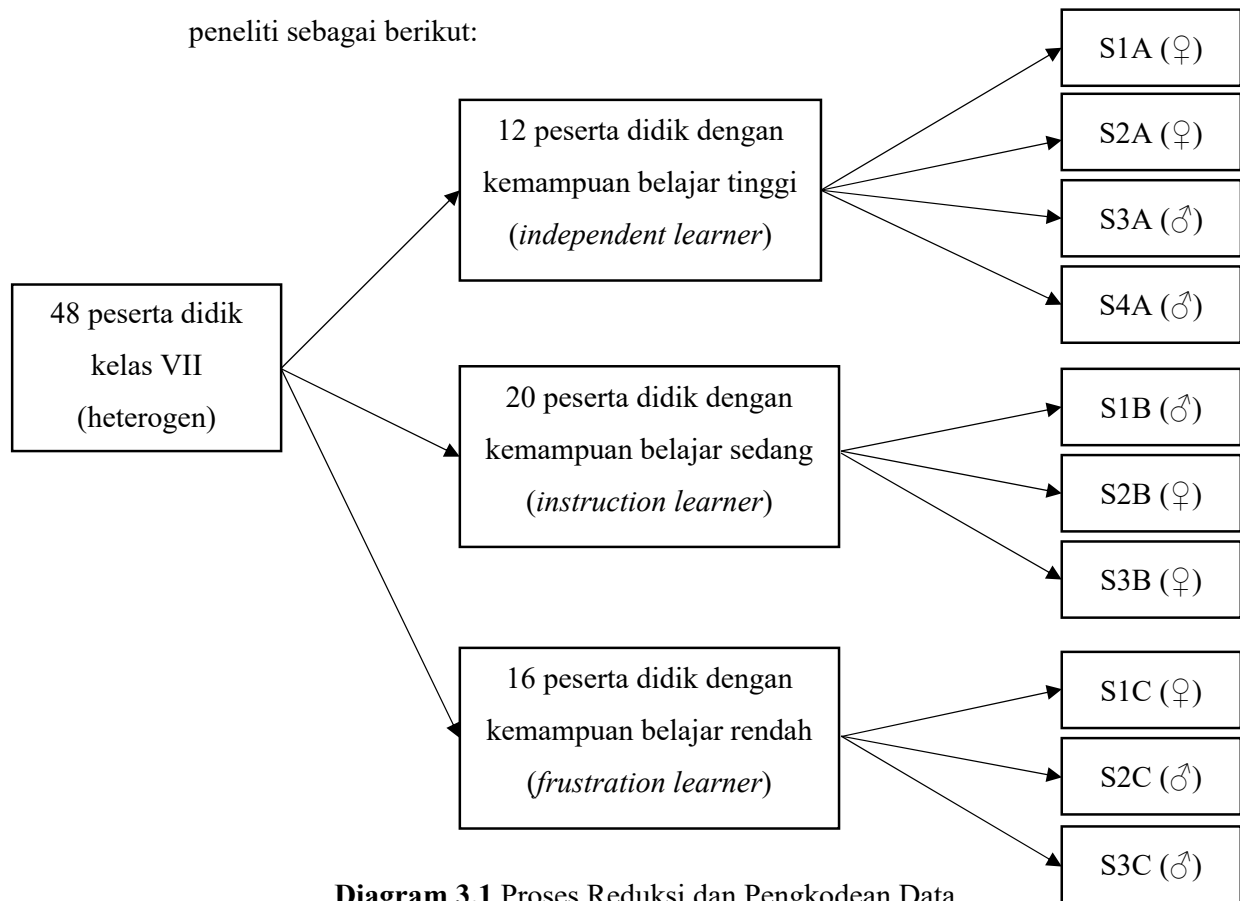 peneliti sebagai berikut:
48 peserta didik
kelas VII
(heterogen)
12 peserta didik dengan
kemampuan belajar tinggi
(independent learner)
S1A (♀)
S2A (♀)
S3A (♂)
S4A (♂)
20 peserta didik dengan
kemampuan belajar sedang
(instruction learner)
S1B (♂)
S2B (♀)
S3B (♀)
16 peserta didik dengan
kemampuan belajar rendah
(frustration learner)
S1C (♀)
S2C (♂)
S3C (♂)
Diagram 3.1 Proses Reduksi dan Pengkodean Data